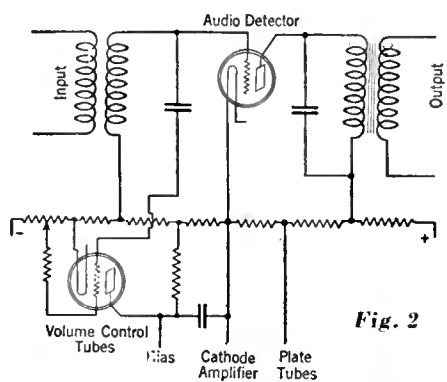 Audio Detector
Input
Output
-
+
Volume Control
Tubes
Fig. 2
Cathode
Amplifier
Plate
Tubes